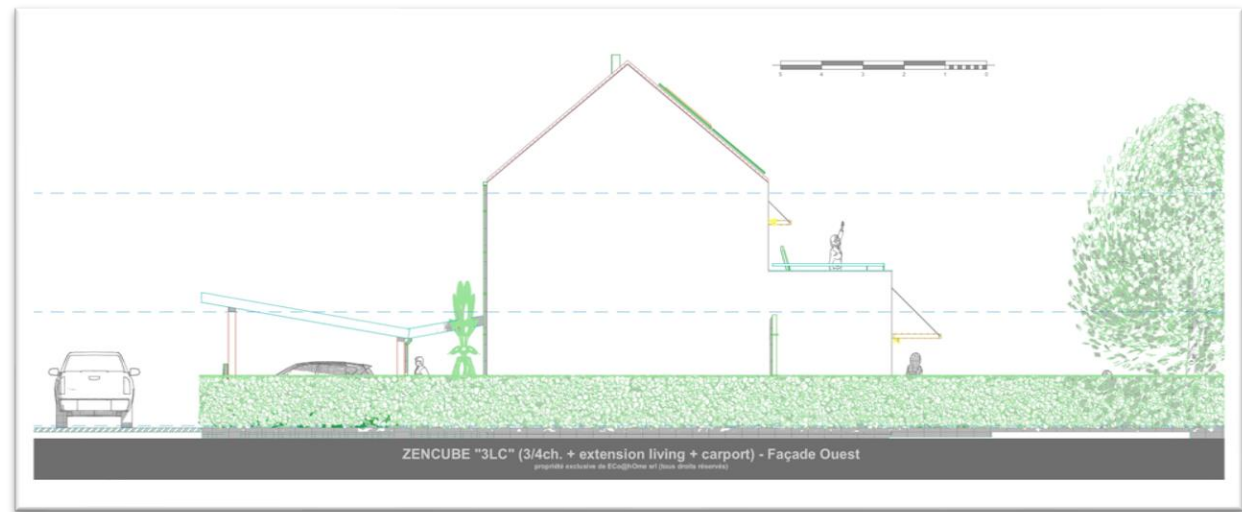 5 4 3 2 1 0
ZENCUBE "3LC" (3/4ch. + extension living + carport) - Façade Ouest
propriété exclusive de ECo@hOme srl (tous droits réservés)